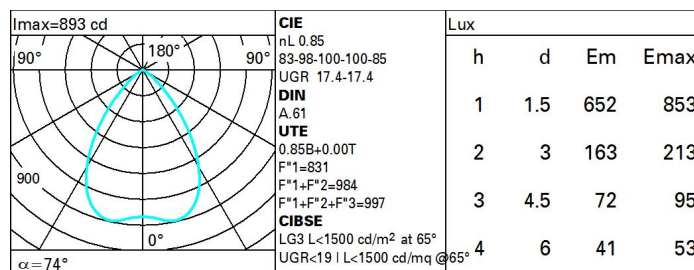 Imax=893 cd
90° 180° 90°
900
0°
α=74°
CIE
nL 0.85
83-98-100-100-85
UGR 17.4-17.4
DIN
A.61
UTE
0.85B+0.00T
F"1=831
F"1+F"2=984
F"1+F"2+F"3=997
CIBSE
LG3 L<1500 cd/m² at 65°
UGR<19 | L<1500 cd/mq @65°
Lux
h d Em Emax
1 1.5 652 853
2 3 163 213
3 4.5 72 95
4 6 41 53